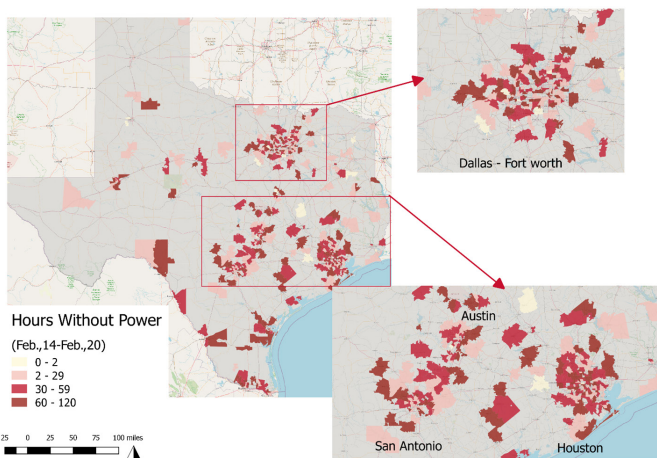 Dallas - Fort worth
Austin
San Antonio
Houston
Hours Without Power
(Feb.,14-Feb.,20)
0 - 2
2 - 29
30 - 59
60 - 120
25 0 25 50 75 100 miles